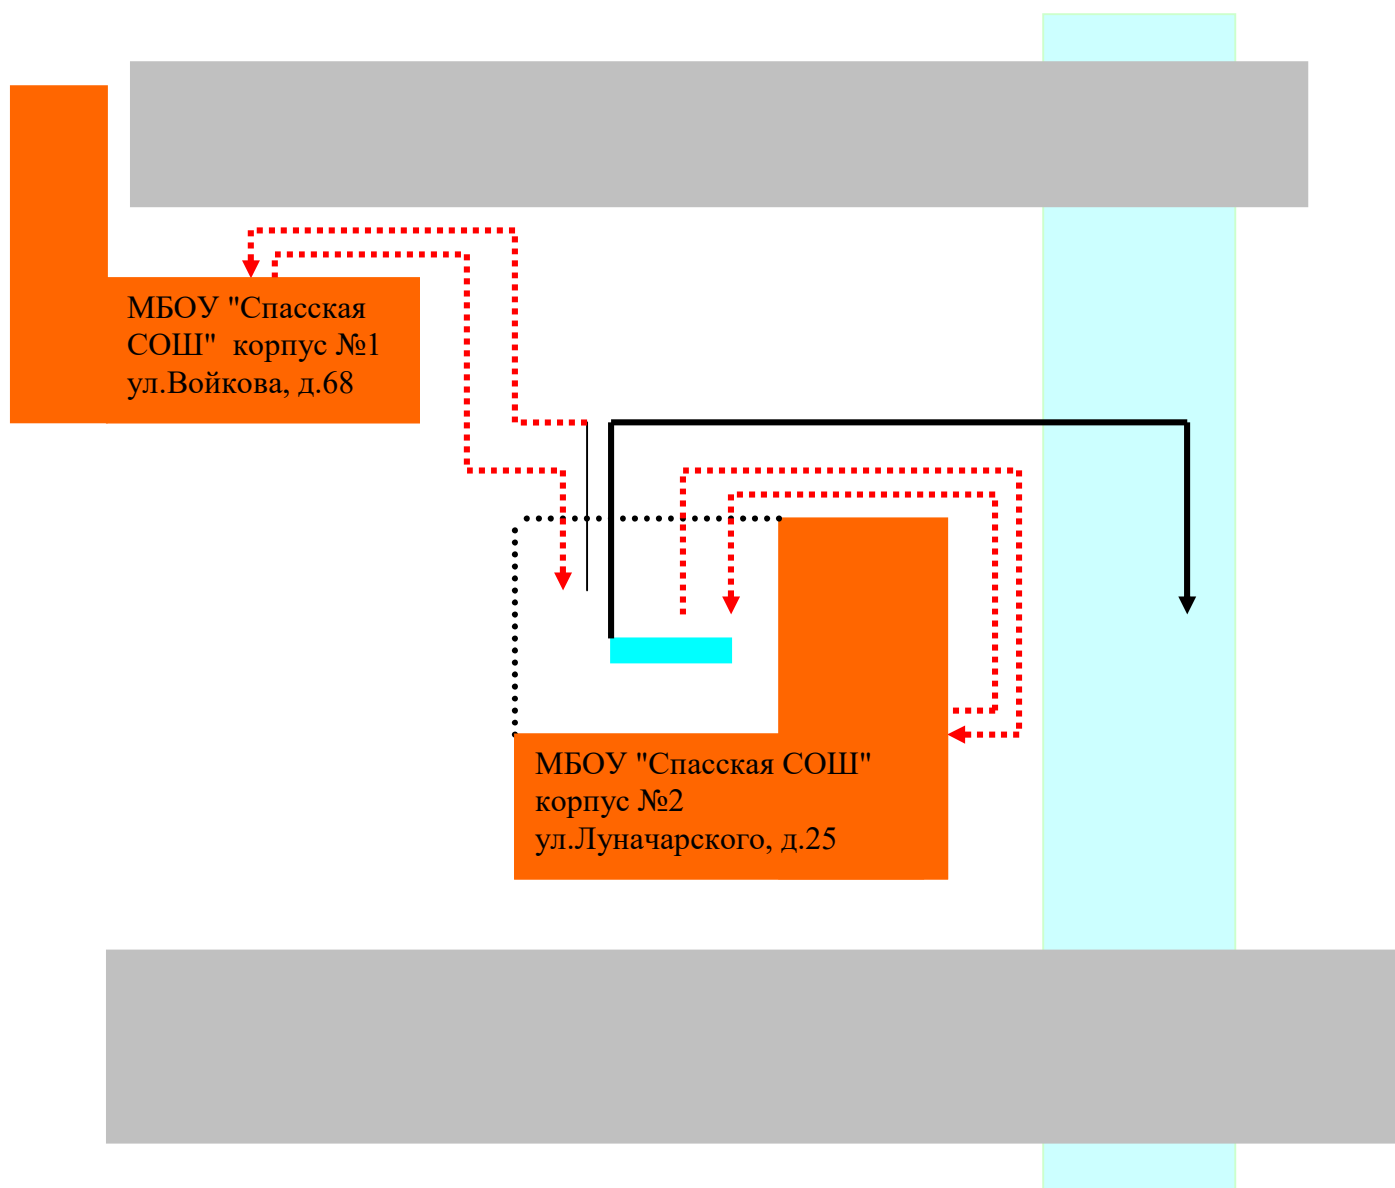 МБОУ "Спасская
СОШ" корпус №1
ул.Войкова, д.68
МБОУ "Спасская СОШ"
корпус №2
ул.Луначарского, д.25